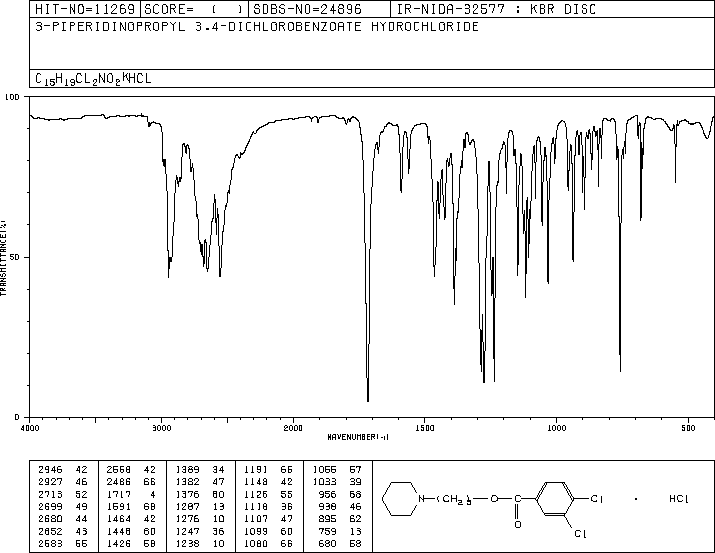 HIT-NO=11269 SCORE= ( ) SDBS-NO=24896 IR-NIDA-32577 : KBR DISC
3-PIPERIDINOPROPYL 3,4-DICHLOROBENZOATE HYDROCHLORIDE
C15H19CL2NO2*HCL
100
TRANSMITTANCE(%)
50
0
4000 3000 2000 1500 1000 500
WAVENUMBER(-1)
2946 42 2558 42 1389 34 1191 66 1055 57
2927 46 2486 66 1382 47 1148 42 1033 39
2713 52 1717 4 1376 60 1125 55 956 68
2699 49 1591 68 1287 13 1118 36 938 46
2680 44 1464 42 1276 10 1107 47 895 62
2652 43 1448 60 1247 36 1099 60 759 13
2583 55 1426 58 1238 10 1080 66 680 58
N (CH2)3 O C Cl · HCl
O Cl